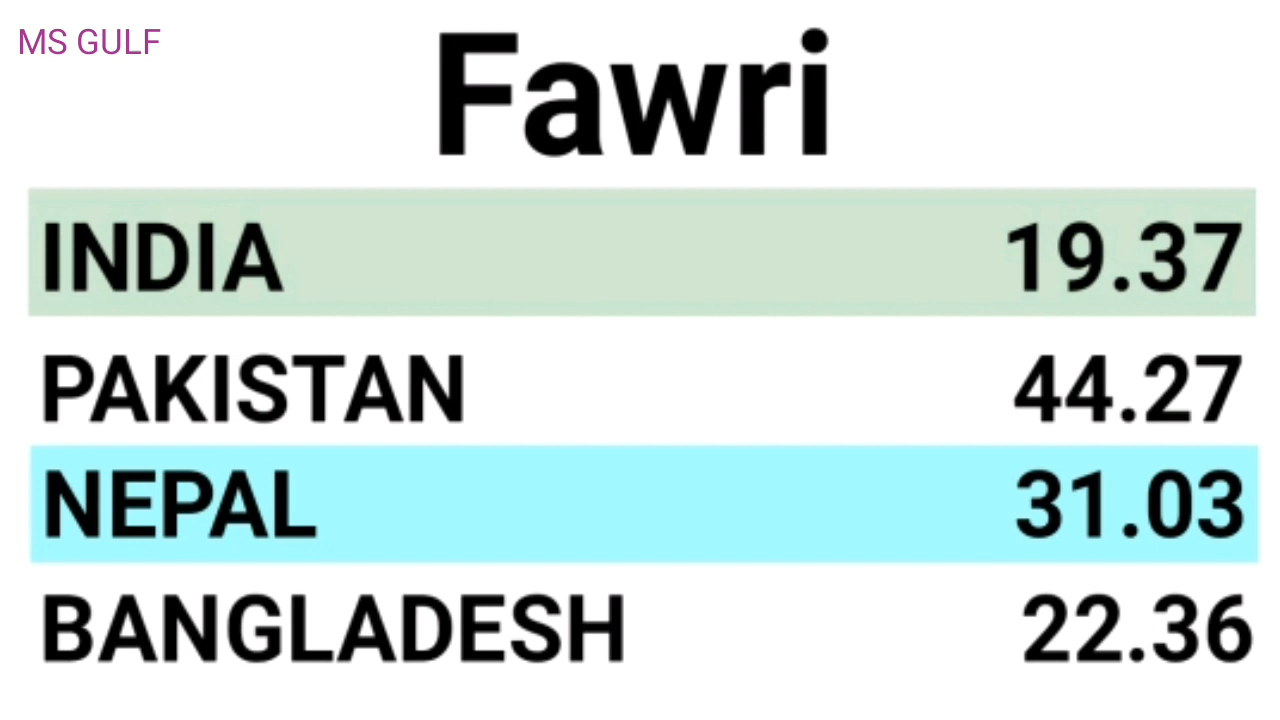 MS GULF
Fawri
INDIA 19.37
PAKISTAN 44.27
NEPAL 31.03
BANGLADESH 22.36